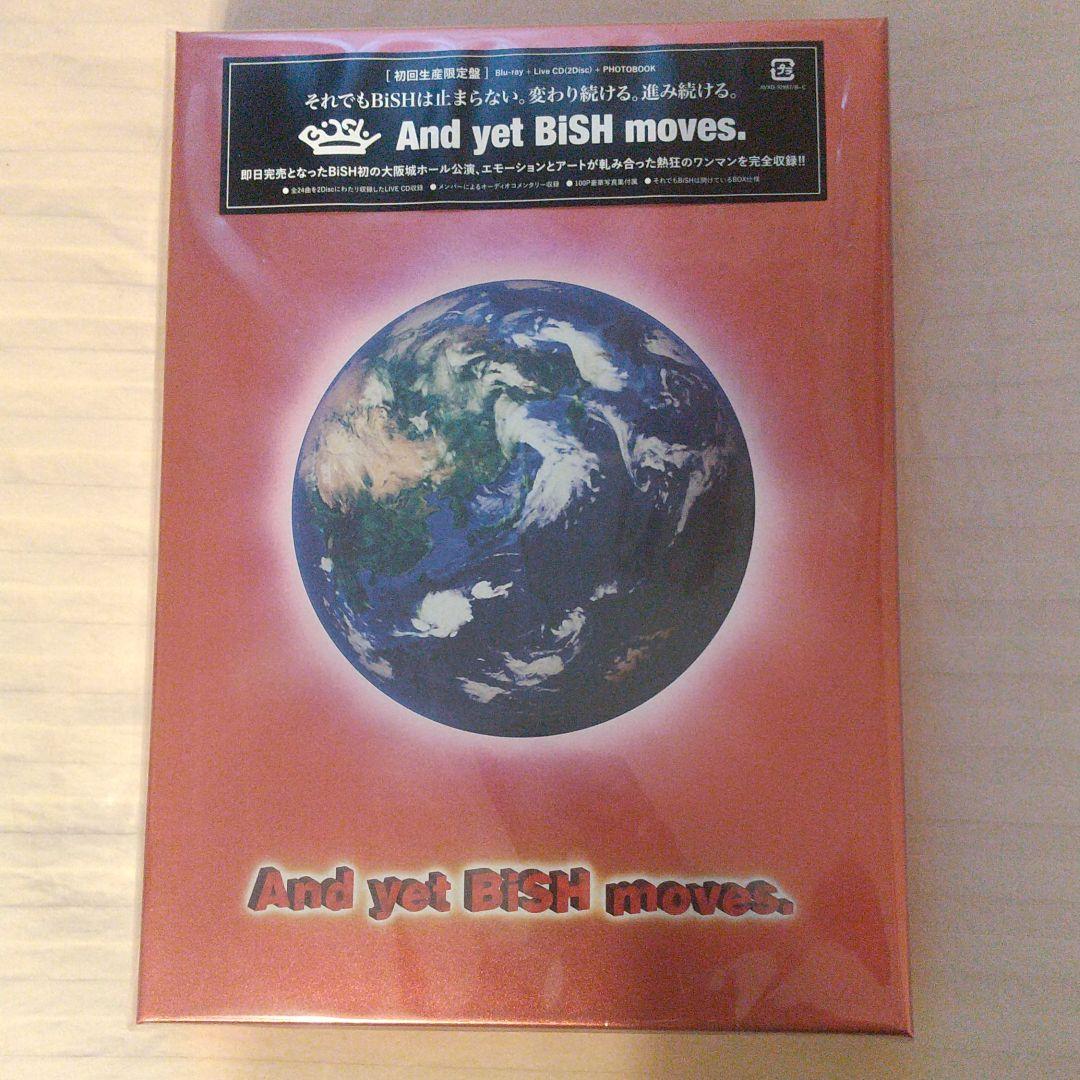 [ 初回生産限定盤 ] Blu-ray + Live CD(2Disc) + PHOTOBOOK
プラ
それでもBiSHは止まらない。変わり続ける。進み続ける。
BiSH
And yet BiSH moves.
即日完売となったBiSH初の大阪城ホール公演、エモーションとアートが軋み合った熱狂のワンマンを完全収録!!
● 全24曲を2Discにわたり収録したLIVE CD収録 ● メンバーによるオーディオコメンタリー収録 ● 100P豪華写真集付属 ● それでもBiSHは開けているBOX仕様
And yet BiSH moves.